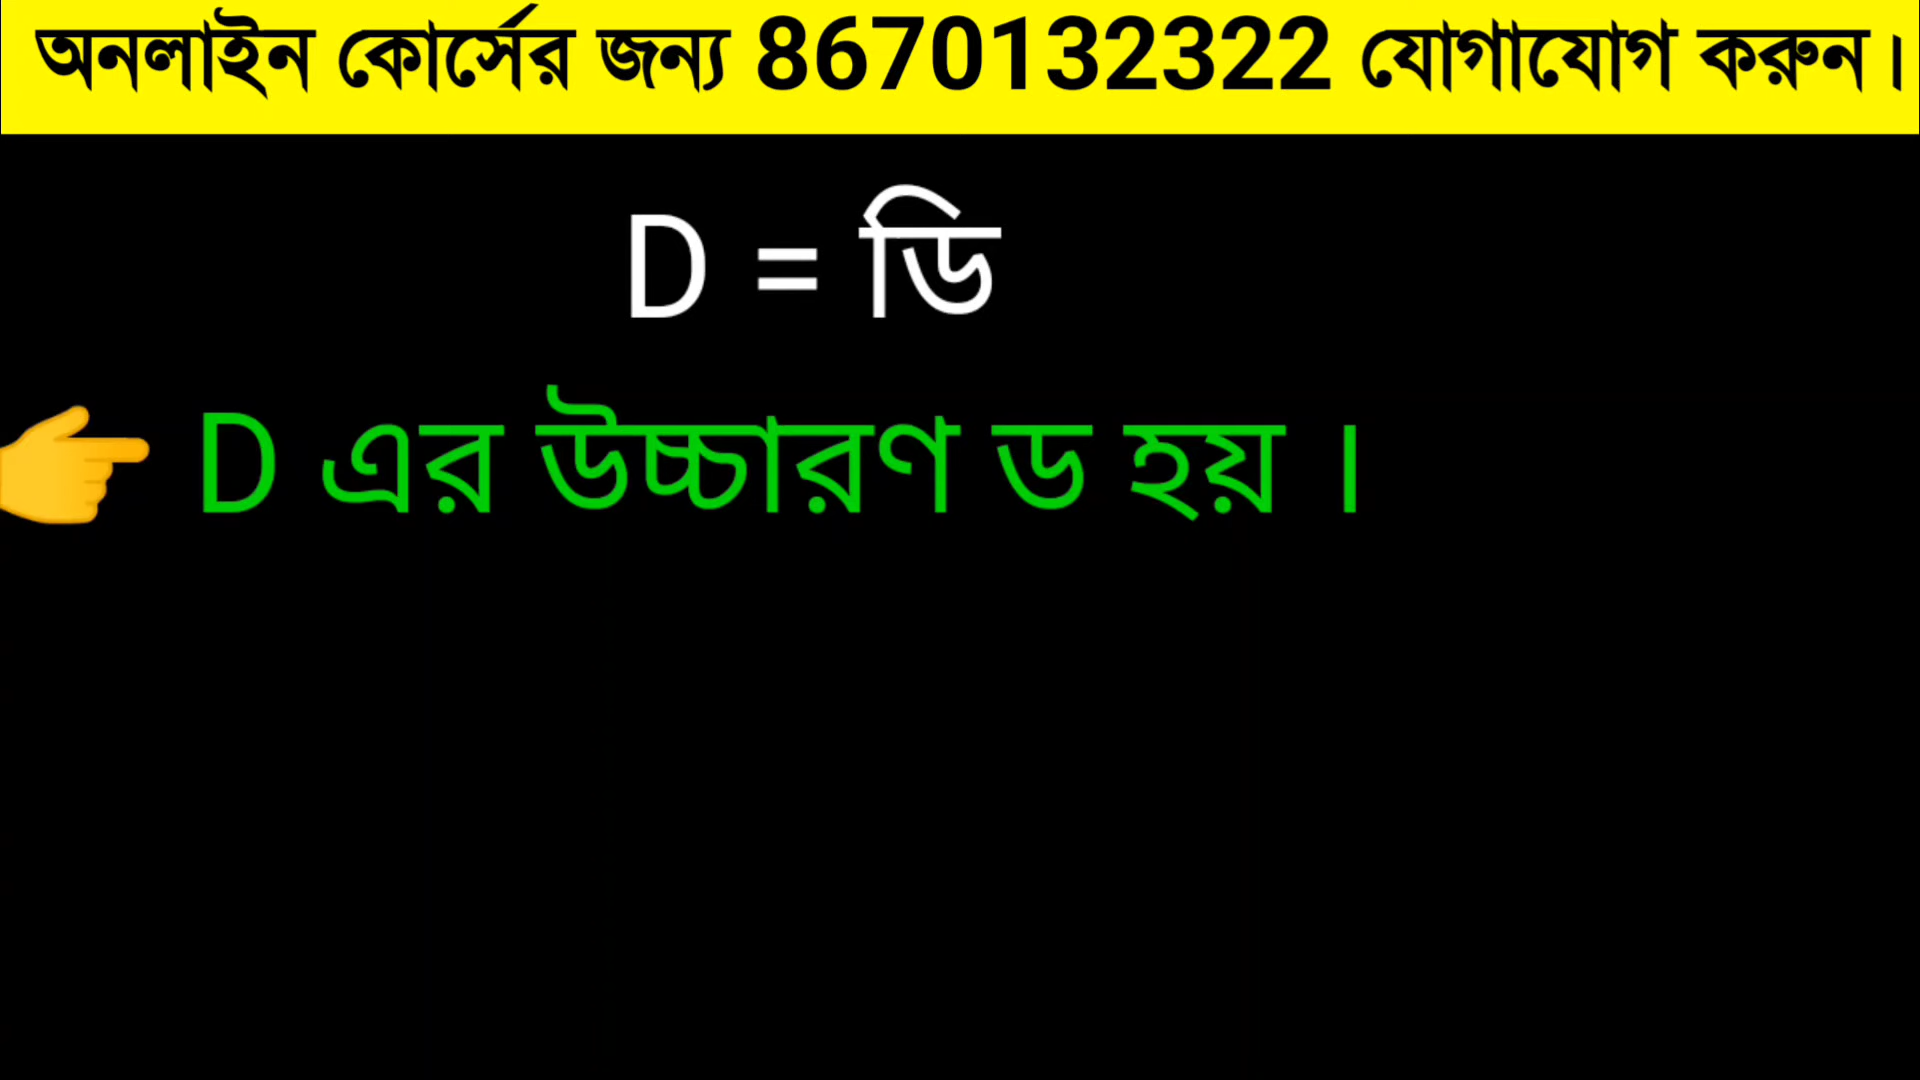 অনলাইন কোর্সের জন্য 8670132322 যোগাযোগ করুন।
D = ডি
👉 D এর উচ্চারণ ড হয় ।